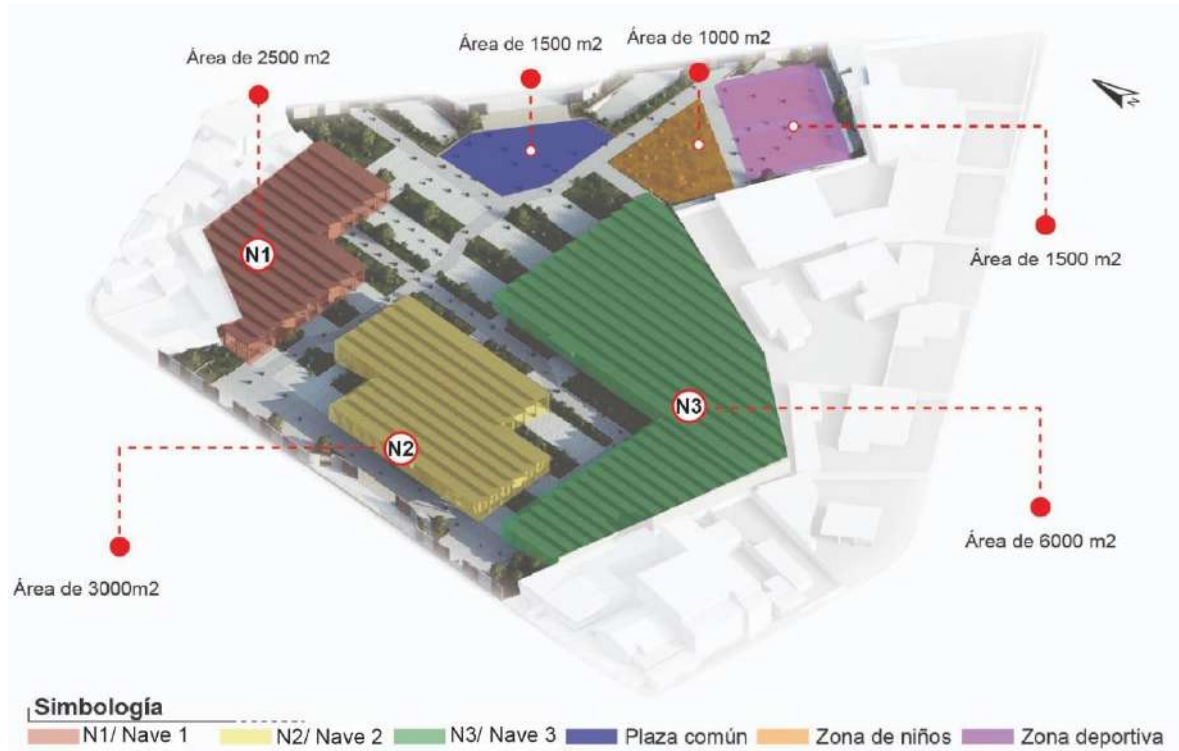 Área de 2500 m2
Área de 1500 m2
Área de 1000 m2
N
N1
Área de 1500 m2
N3
N2
Área de 6000 m2
Área de 3000m2
Simbología
N1/ Nave 1
N2/ Nave 2
N3/ Nave 3
Plaza común
Zona de niños
Zona deportiva